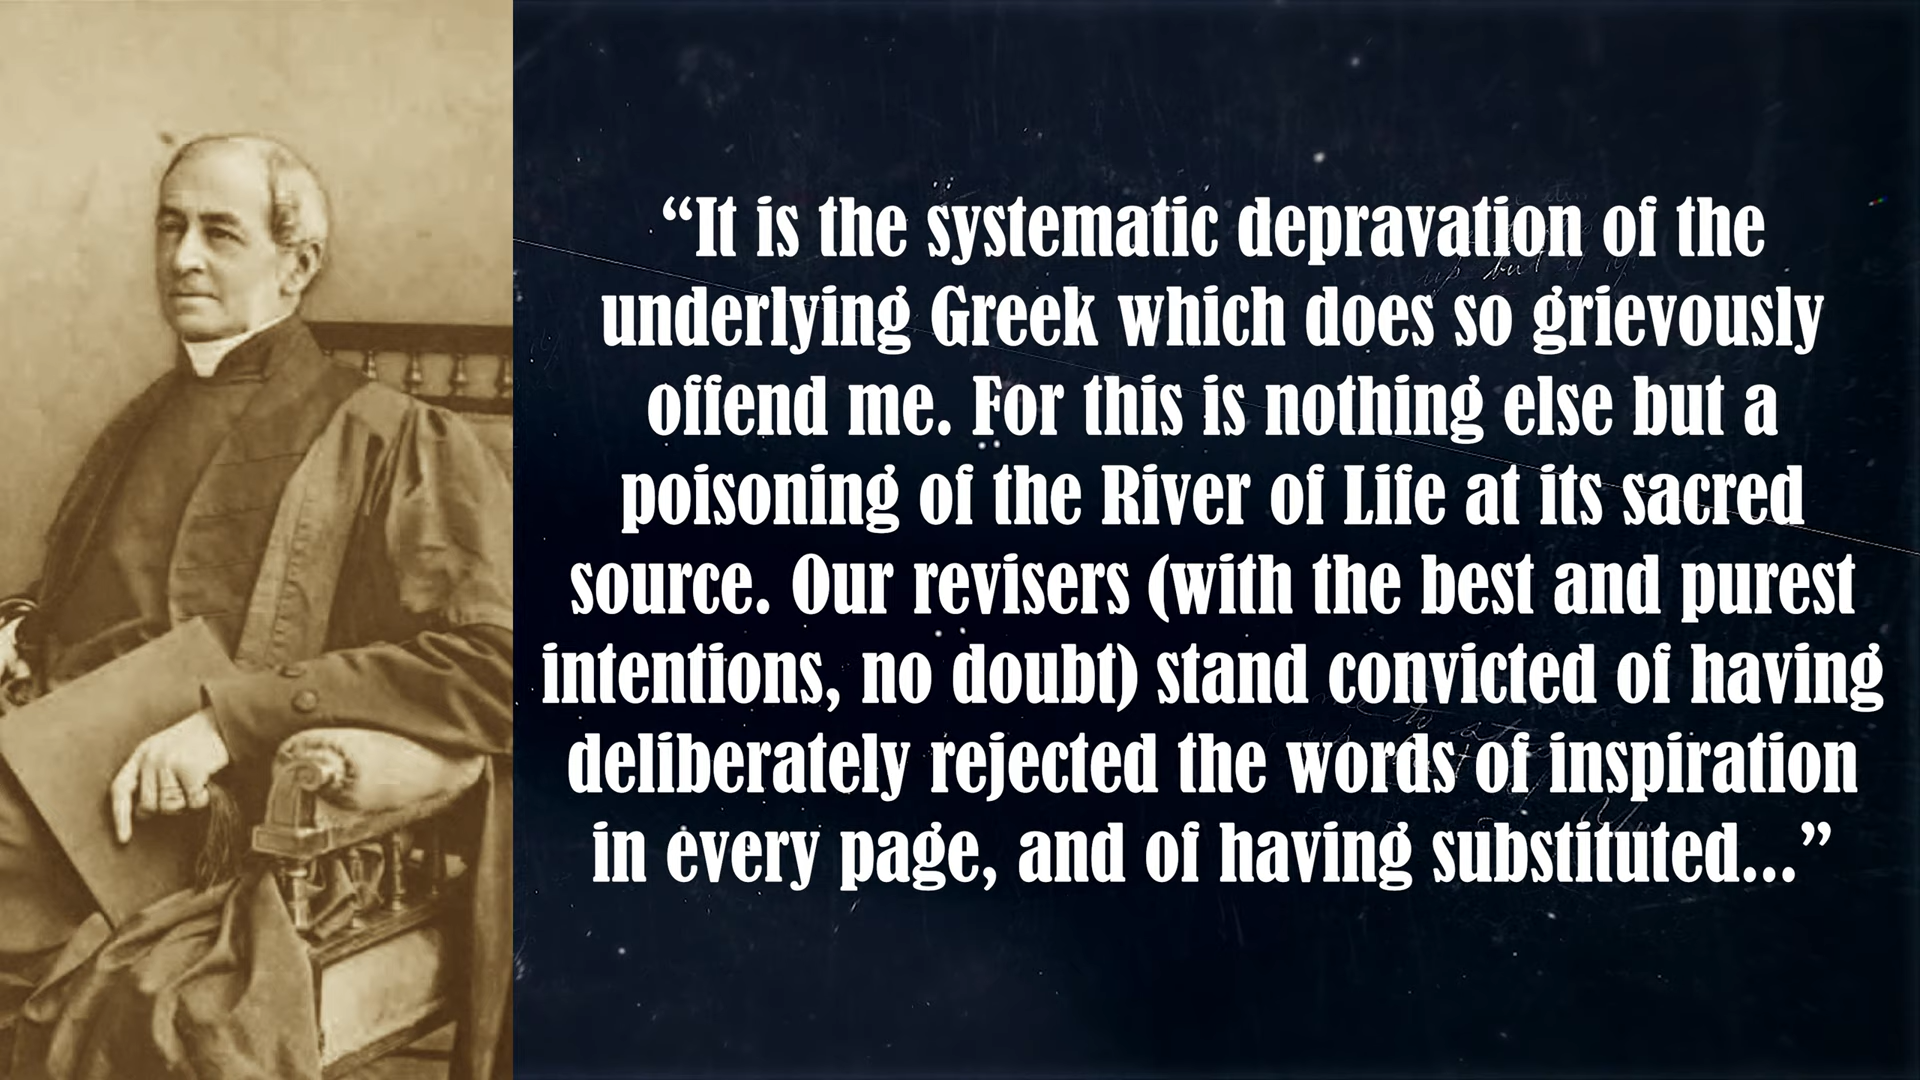 “It is the systematic depravation of the
underlying Greek which does so grievously
offend me. For this is nothing else but a
poisoning of the River of Life at its sacred
source. Our revisers (with the best and purest
intentions, no doubt) stand convicted of having
deliberately rejected the words of inspiration
in every page, and of having substituted...”